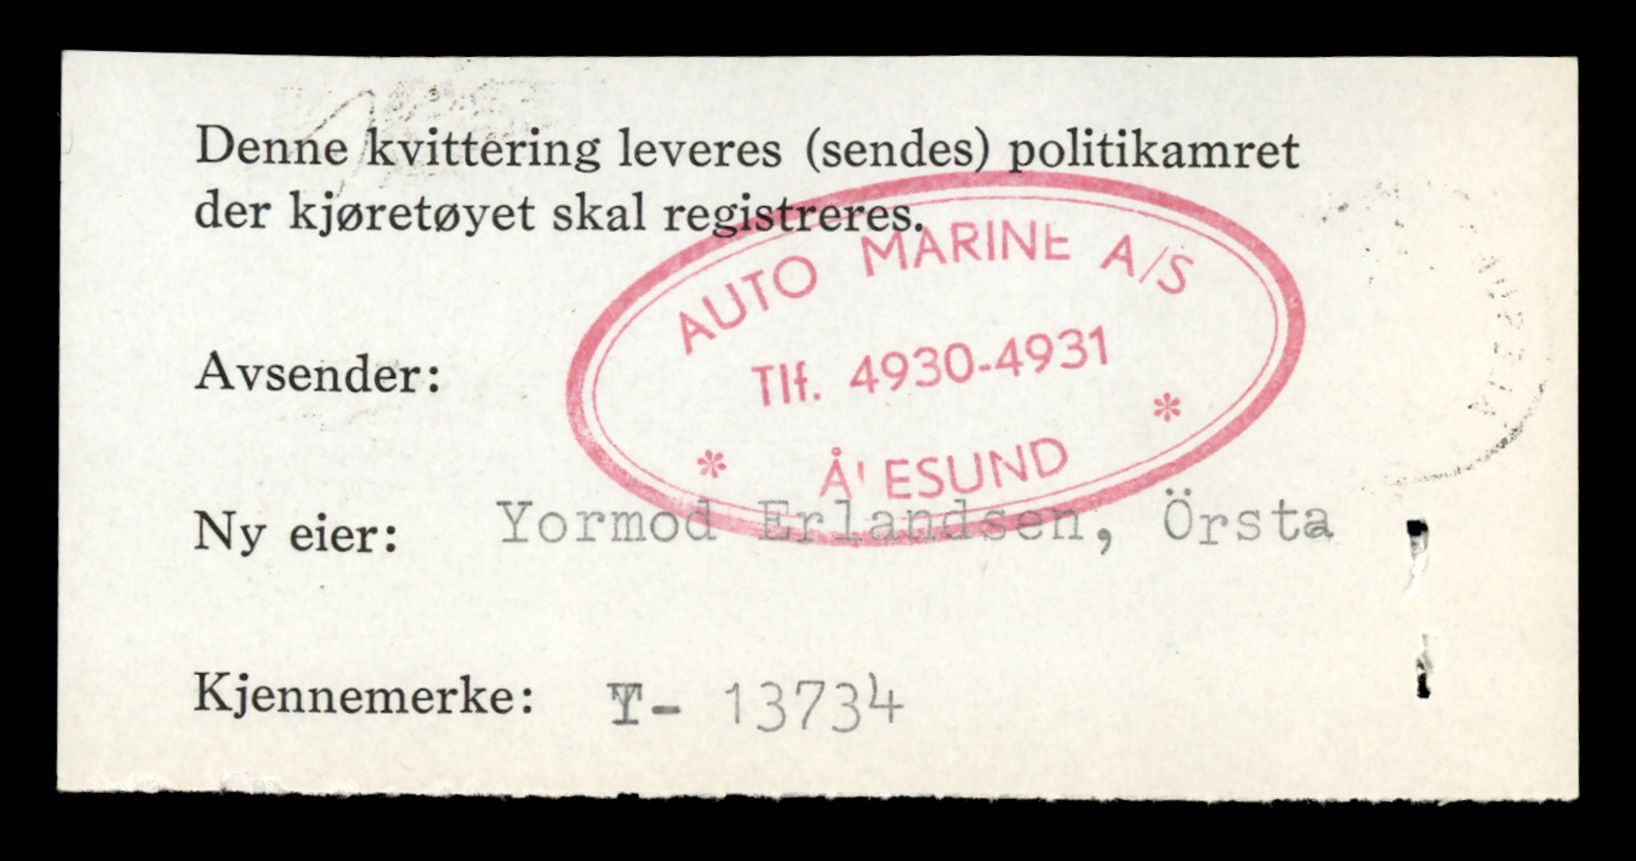 Denne kvittering leveres (sendes) politikamret
der kjøretøyet skal registreres.
AUTO MARINE A/S
Avsender:
Tlf. 4930-4931
* ÅLESUND *
Ny eier: Yormod Erlandsen, Örsta
Kjennemerke: T- 13734